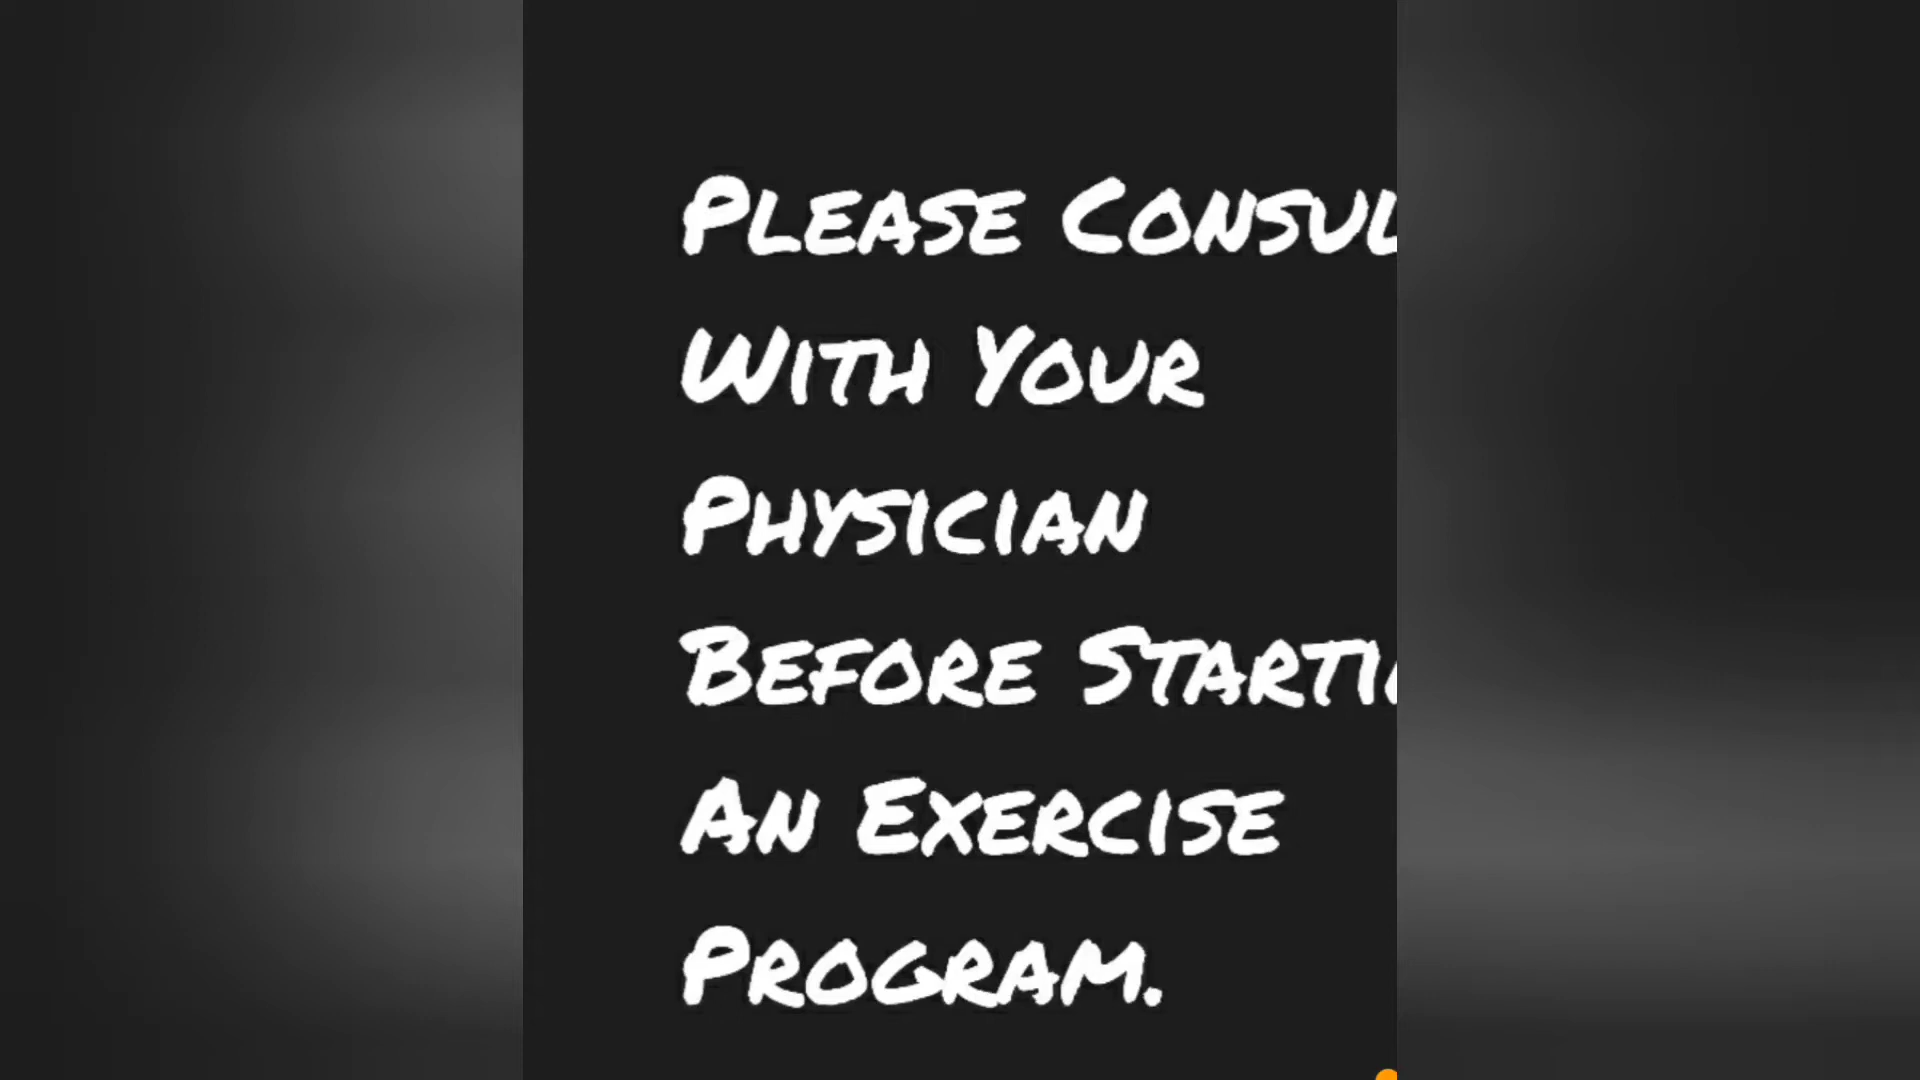 Please Consul
With Your
Physician
Before Starti
An Exercise
Program.